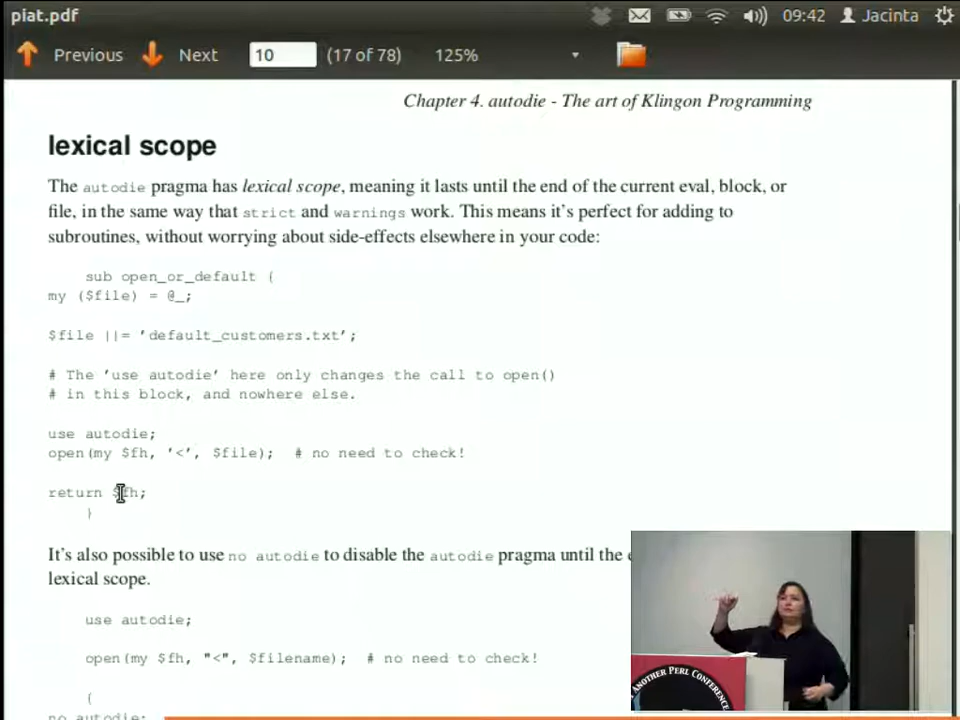 piat.pdf
09:42 Jacinta
Previous Next 10 (17 of 78) 125%
Chapter 4. autodie - The art of Klingon Programming
lexical scope
The autodie pragma has lexical scope, meaning it lasts until the end of the current eval, block, or
file, in the same way that strict and warnings work. This means it's perfect for adding to
subroutines, without worrying about side-effects elsewhere in your code:
sub open_or_default {
my ($file) = @_;
$file ||= 'default_customers.txt';
# The 'use autodie' here only changes the call to open()
# in this block, and nowhere else.
use autodie;
open(my $fh, '<', $file); # no need to check!
return $fh;
}
It's also possible to use no autodie to disable the autodie pragma until the
lexical scope.
use autodie;
open(my $fh, "<", $filename); # no need to check!
{
no autodie;
ANOTHER PERL CONFERENCE